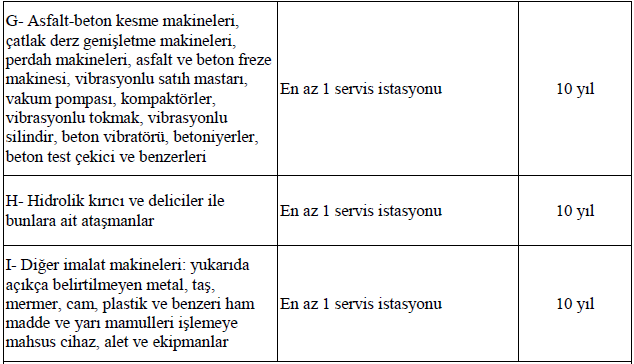 G- Asfalt-beton kesme makineleri,
çatlak derz genişletme makineleri,
perdah makineleri, asfalt ve beton freze
makinesi, vibrasyonlu satıh mastarı,
vakum pompası, kompaktörler,
vibrasyonlu tokmak, vibrasyonlu
silindir, beton vibratörü, betoniyerler,
beton test çekici ve benzerleri
En az 1 servis istasyonu
10 yıl
H- Hidrolik kırıcı ve deliciler ile
bunlara ait ataşmanlar
En az 1 servis istasyonu
10 yıl
I- Diğer imalat makineleri: yukarıda
açıkça belirtilmeyen metal, taş,
mermer, cam, plastik ve benzeri ham
madde ve yarı mamulleri işlemeye
mahsus cihaz, alet ve ekipmanlar
En az 1 servis istasyonu
10 yıl